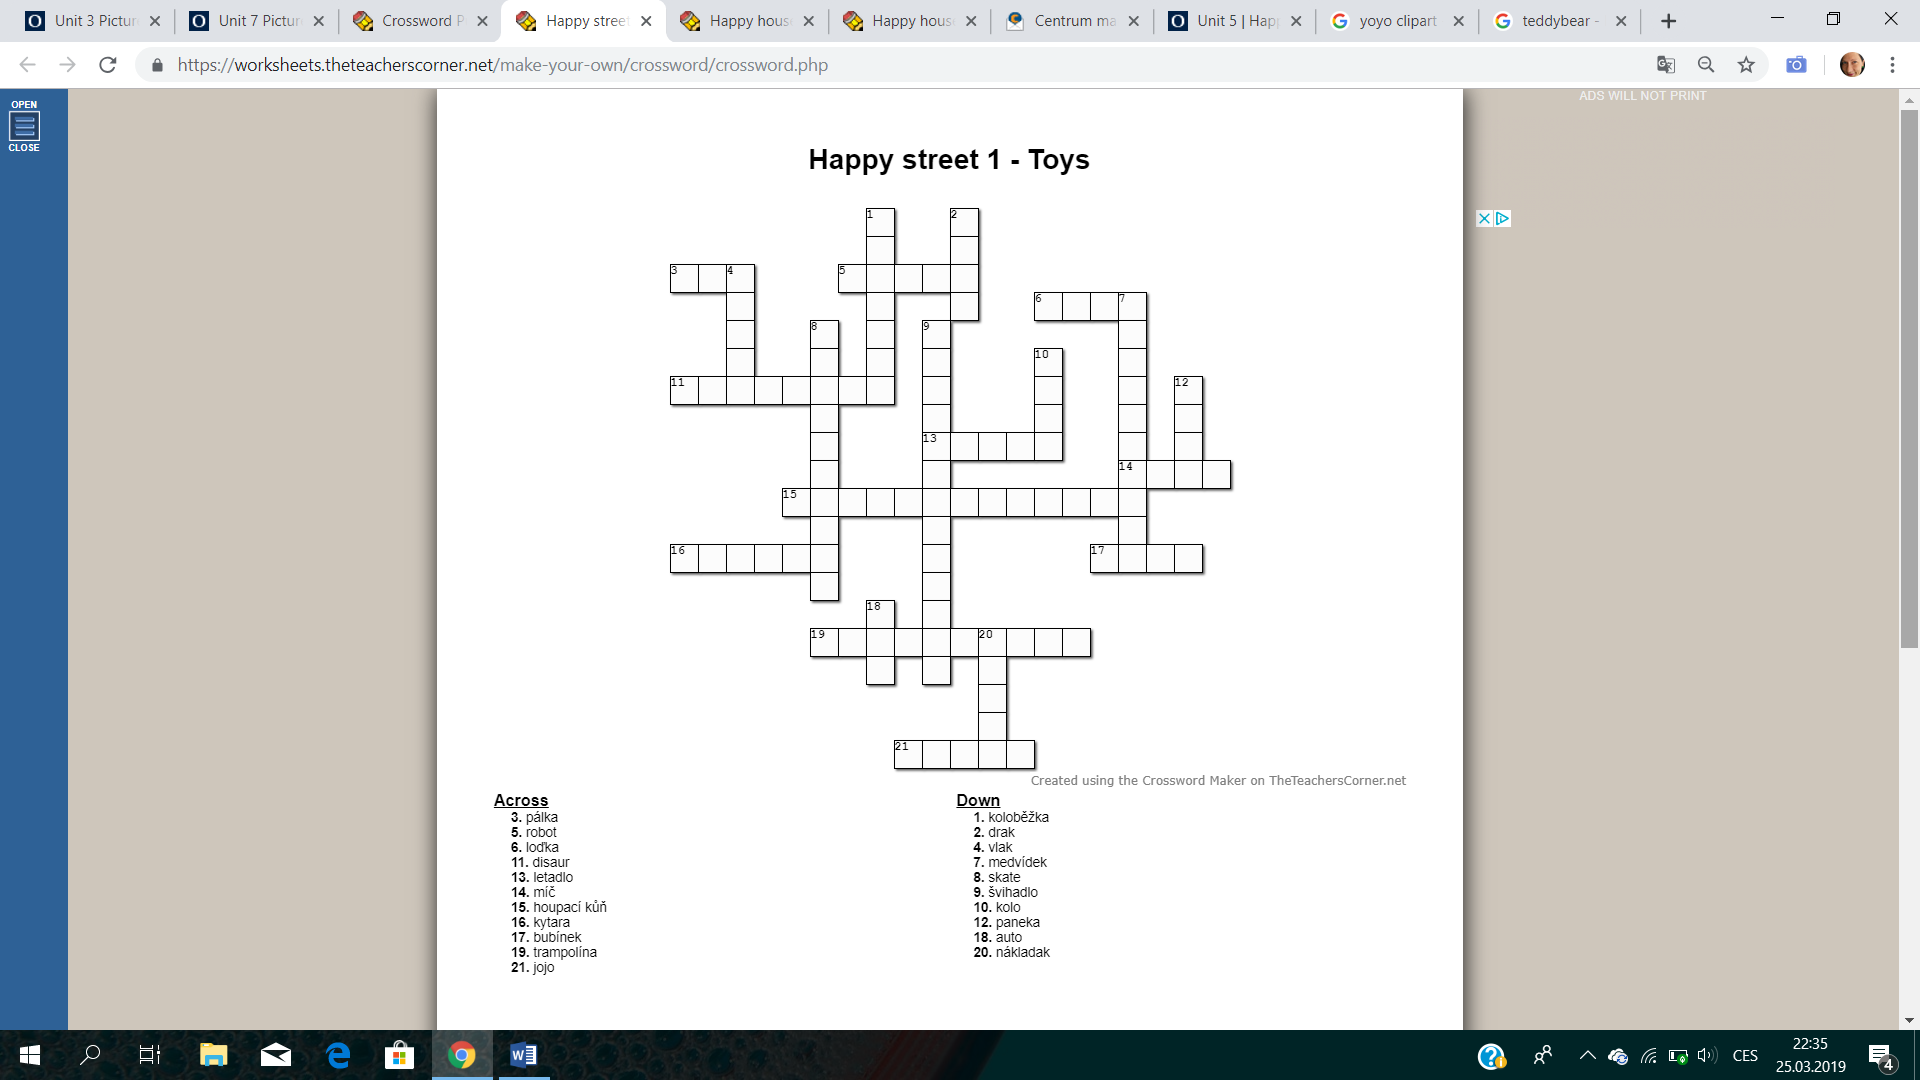 Unit 3 Pictur
Unit 7 Pictur
Crossword P
Happy street
Happy hous
Happy hous
Centrum ma
Unit 5 | Hap
yoyo clipart
teddybear -
https://worksheets.theteacherscorner.net/make-your-own/crossword/crossword.php
OPEN
CLOSE
ADS WILL NOT PRINT
Happy street 1 - Toys
1 2
3 4 5
6 7
8 9
10
11 12
13
14
15
16 17
18
19 20
21
Created using the Crossword Maker on TheTeachersCorner.net
Across
3. pálka
5. robot
6. loďka
11. disaur
13. letadlo
14. míč
15. houpací kůň
16. kytara
17. bubínek
19. trampolína
21. jojo
Down
1. koloběžka
2. drak
4. vlak
7. medvídek
8. skate
9. švihadlo
10. kolo
12. paneka
18. auto
20. nákladak
CES
22:35
25.03.2019
4